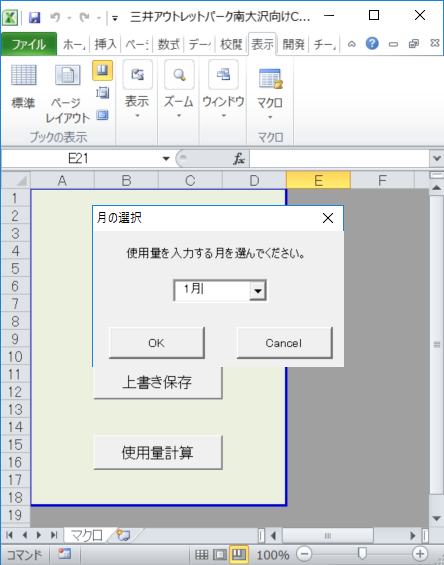 三井アウトレットパーク南大沢向けC...
ファイル ホーム 挿入 ページ 数式 データ 校閲 表示 開発 チーム
標準 ページ レイアウト 表示 ズーム ウィンドウ マクロ
ブックの表示 マクロ
E21 fx
A B C D E F
1
2
月の選択
3
4
使用量を入力する月を選んでください。
5
6
1月
7
8
9
OK Cancel
10
11
上書き保存
12
13
14
15
使用量計算
16
17
18
19
マクロ
コマンド 100%